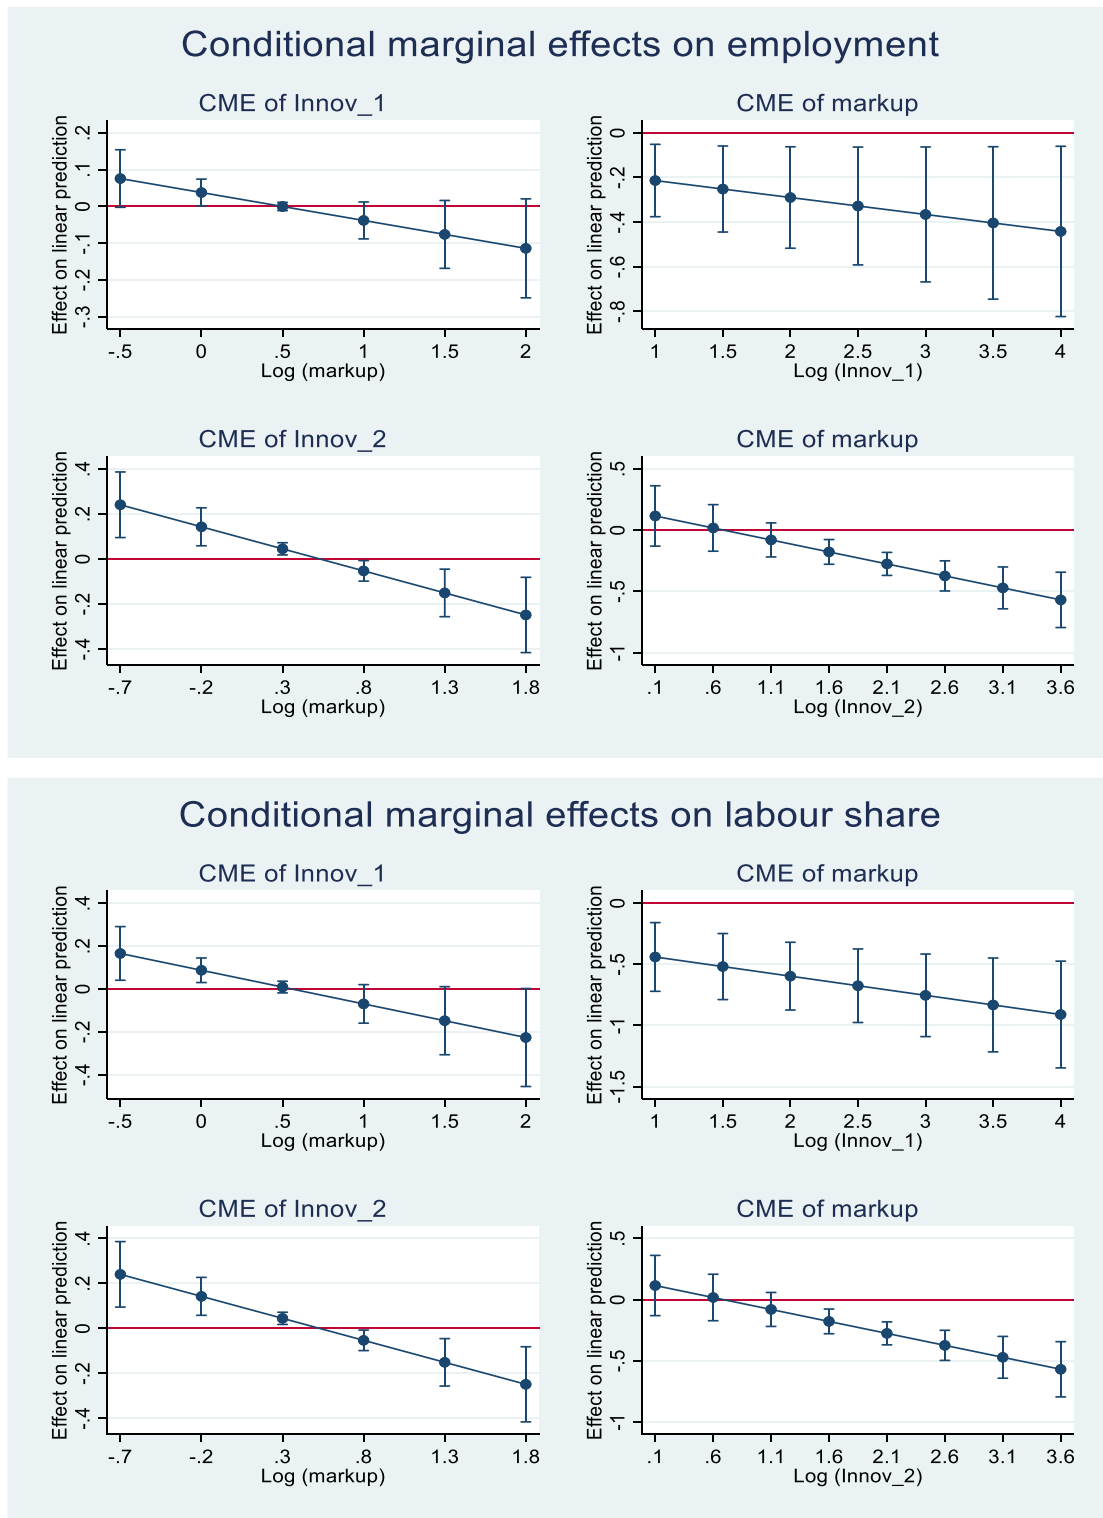 Conditional marginal effects on employment
CME of Innov_1
Effect on linear prediction
.2
.1
0
-.1
-.2
-.3
-.5 0 .5 1 1.5 2
Log (markup)
CME of markup
Effect on linear prediction
0
-.2
-.4
-.6
-.8
1 1.5 2 2.5 3 3.5 4
Log (Innov_1)
CME of Innov_2
Effect on linear prediction
.4
.2
0
-.2
-.4
-.7 -.2 .3 .8 1.3 1.8
Log (markup)
CME of markup
Effect on linear prediction
.5
0
-.5
-1
.1 .6 1.1 1.6 2.1 2.6 3.1 3.6
Log (Innov_2)
Conditional marginal effects on labour share
CME of Innov_1
Effect on linear prediction
.4
.2
0
-.2
-.4
-.5 0 .5 1 1.5 2
Log (markup)
CME of markup
Effect on linear prediction
0
-.5
-1
-1.5
1 1.5 2 2.5 3 3.5 4
Log (Innov_1)
CME of Innov_2
Effect on linear prediction
.4
.2
0
-.2
-.4
-.7 -.2 .3 .8 1.3 1.8
Log (markup)
CME of markup
Effect on linear prediction
.5
0
-.5
-1
.1 .6 1.1 1.6 2.1 2.6 3.1 3.6
Log (Innov_2)